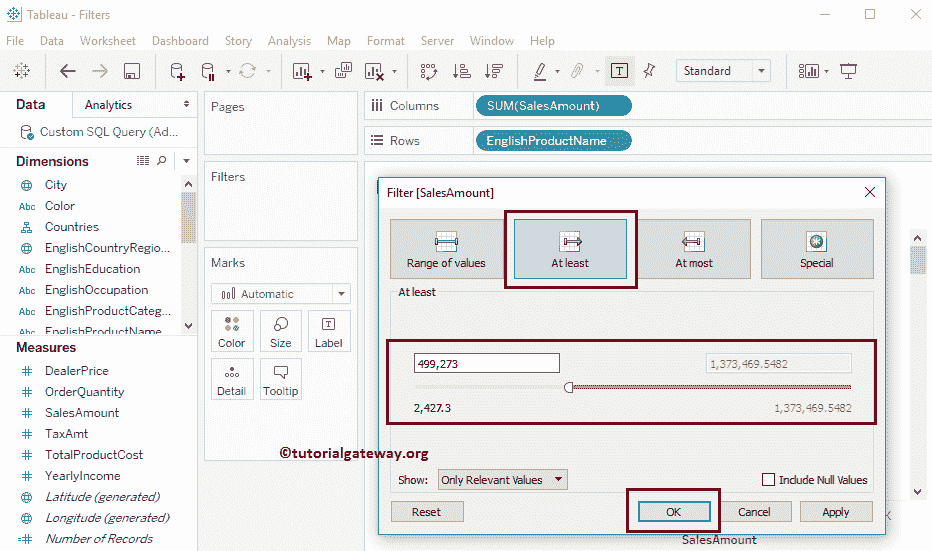 Tableau - Filters
File Data Worksheet Dashboard Story Analysis Map Format Server Window Help
Standard
Data Analytics
Custom SQL Query (Ad...
Dimensions
City
Abc Color
Countries
EnglishCountryRegio...
Abc EnglishEducation
Abc EnglishOccupation
Abc EnglishProductCateg...
Abc EnglishProductName
Measures
DealerPrice
OrderQuantity
SalesAmount
TaxAmt
TotalProductCost
YearlyIncome
Latitude (generated)
Longitude (generated)
Number of Records
Pages
Filters
Marks
Automatic
Color Size Label
Detail Tooltip
Columns SUM(SalesAmount)
Rows EnglishProductName
Filter [SalesAmount]
Range of values At least At most Special
At least
499,273 1,373,469.5482
2,427.3 1,373,469.5482
©tutorialgateway.org
Show: Only Relevant Values Include Null Values
Reset OK Cancel Apply
SalesAmount